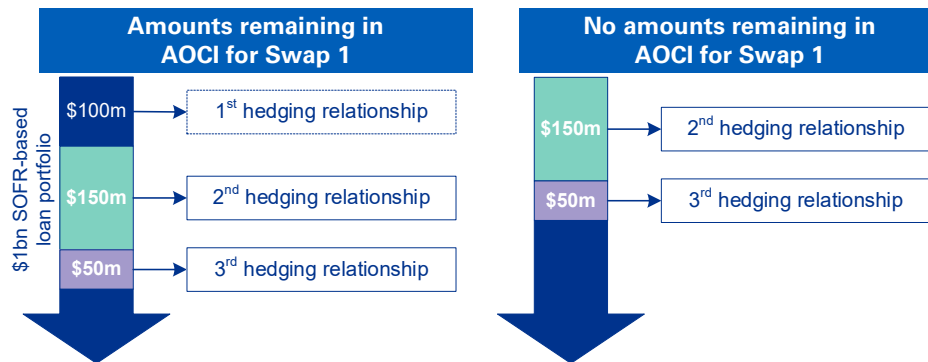 Amounts remaining in
AOCI for Swap 1
$1bn SOFR-based
loan portfolio
$100m
1st hedging relationship
$150m
2nd hedging relationship
$50m
3rd hedging relationship
No amounts remaining in
AOCI for Swap 1
$150m
2nd hedging relationship
$50m
3rd hedging relationship